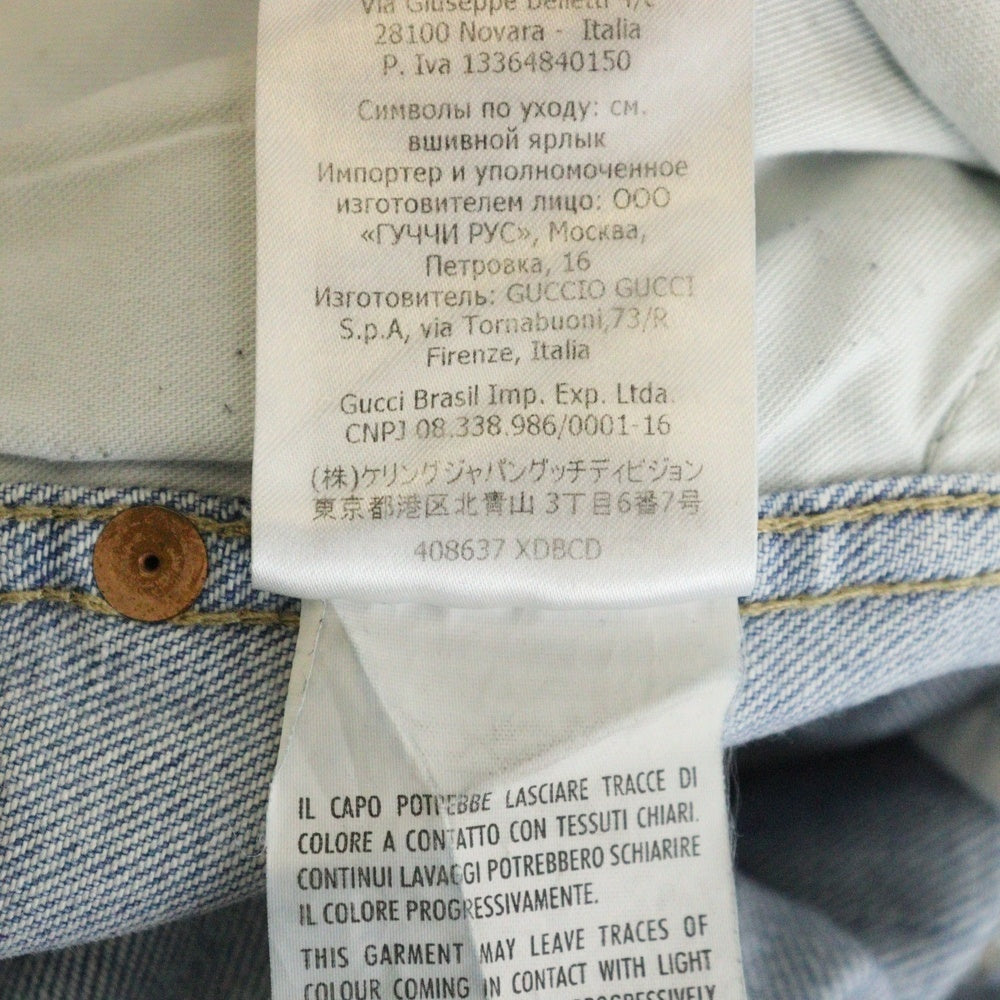 Via Giuseppe Belletti 4/c
28100 Novara - Italia
P. Iva 13364840150
Символы по уходу: см.
вшивной ярлык
Импортер и уполномоченное
изготовителем лицо: ООО
«ГУЧЧИ РУС», Москва,
Петровка, 16
Изготовитель: GUCCIO GUCCI
S.p.A, via Tornabuoni,73/R
Firenze, Italia
Gucci Brasil Imp. Exp. Ltda.
CNPJ 08.338.986/0001-16
(株)ケリングジャパングッチディビジョン
東京都港区北青山 3丁目6番7号
408637 XDBCD
IL CAPO POTREBBE LASCIARE TRACCE DI
COLORE A CONTATTO CON TESSUTI CHIARI.
CONTINUI LAVAGGI POTREBBERO SCHIARIRE
IL COLORE PROGRESSIVAMENTE.
THIS GARMENT MAY LEAVE TRACES OF
COLOUR COMING IN CONTACT WITH LIGHT
PROGRESSIVELY